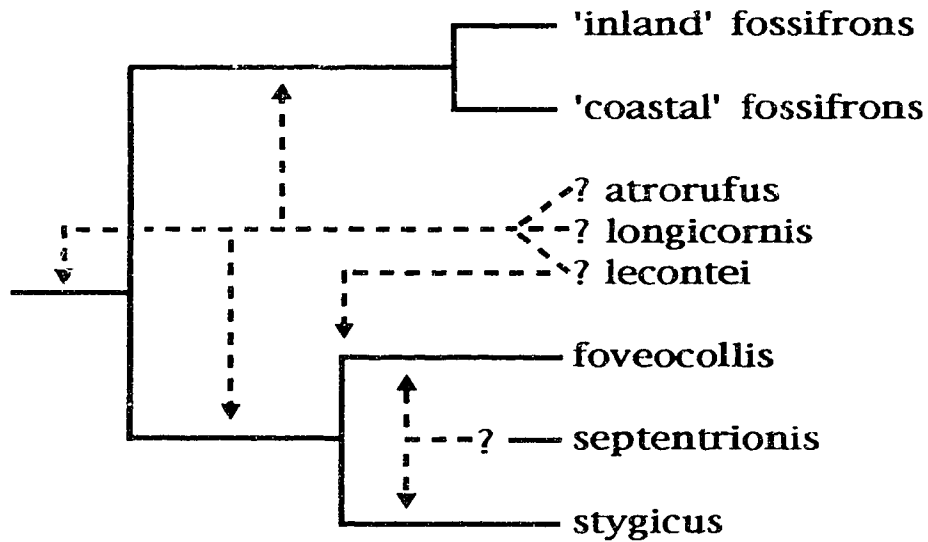 'inland' fossifrons
'coastal' fossifrons
? atrorufus
? longicornis
? lecontei
foveocollis
? septentrionis
stygicus